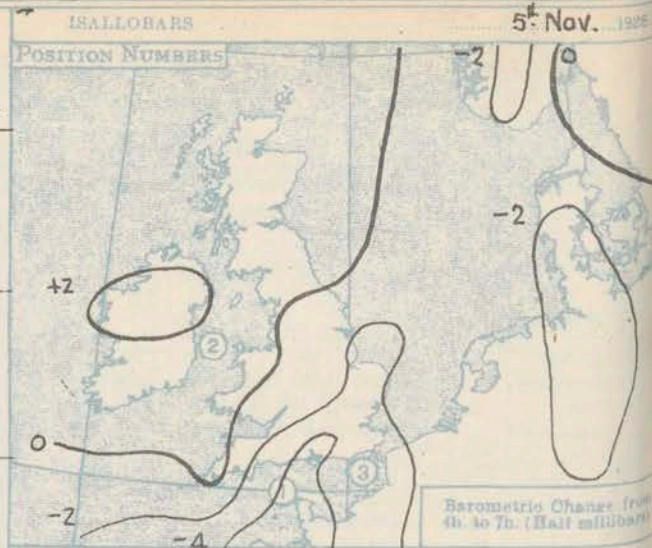 ISALLOBARS 5th Nov. 1926
POSITION NUMBERS
-2 0
-2
+2
2
0
3
1
-2
-4
Barometric Change from
4h. to 7h. (Half millibars)